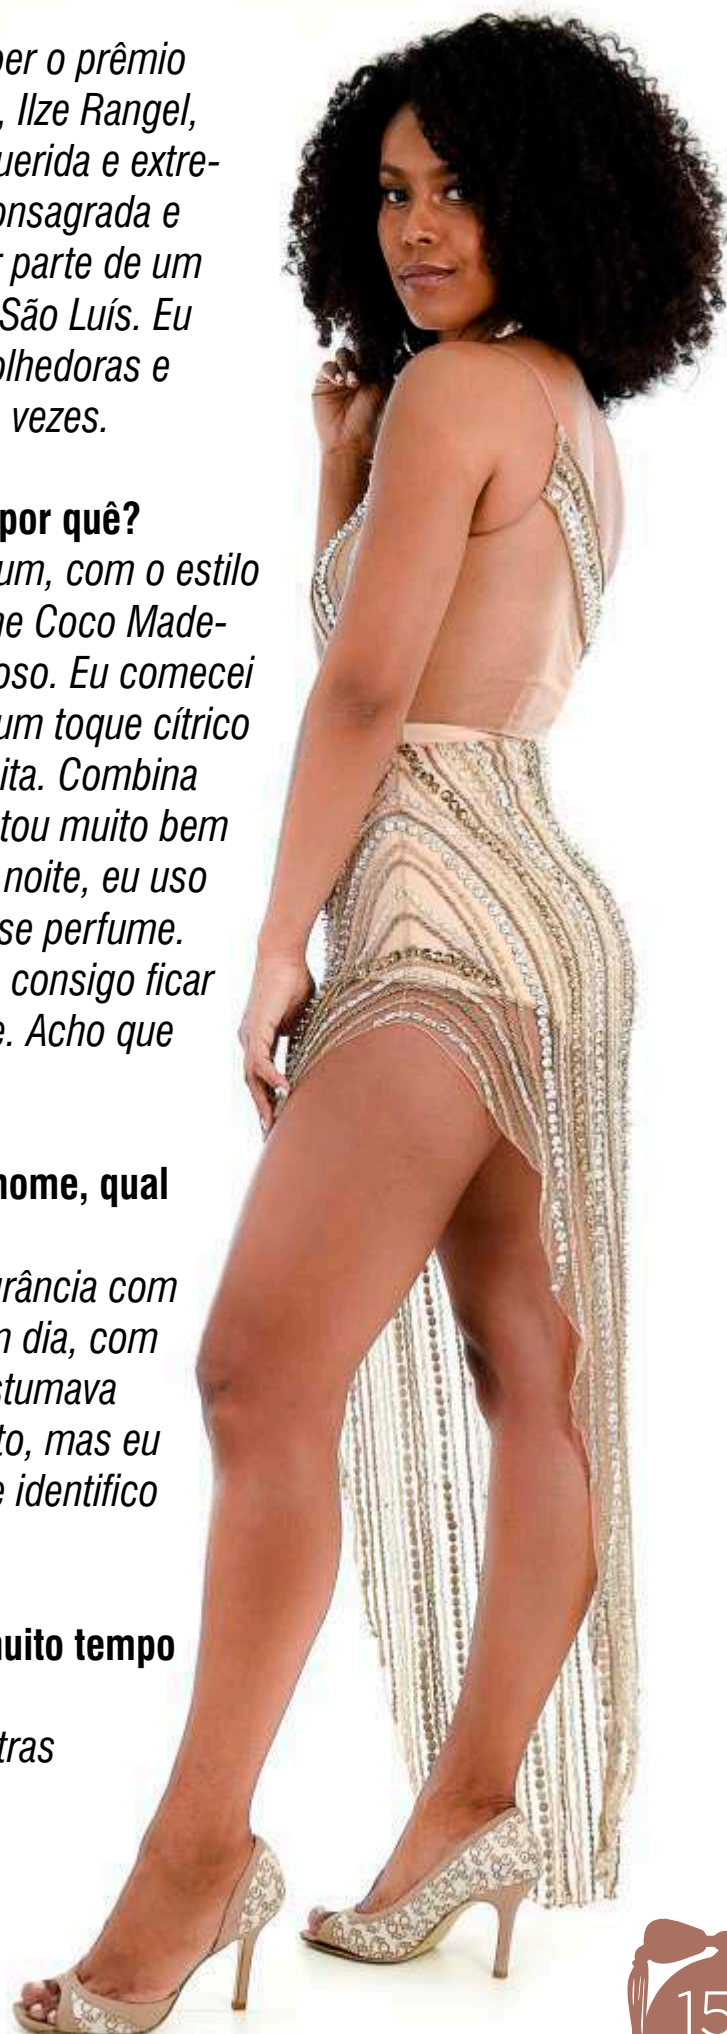 ber o prêmio
, Ilze Rangel,
uerida e extre-
onsagrada e
r parte de um
São Luís. Eu
olhedoras e
vezes.
por quê?
um, com o estilo
ne Coco Made-
oso. Eu comecei
um toque cítrico
ita. Combina
tou muito bem
noite, eu uso
se perfume.
consigo ficar
e. Acho que
nome, qual
grância com
m dia, com
stumava
to, mas eu
e identifico
muito tempo
tras
15